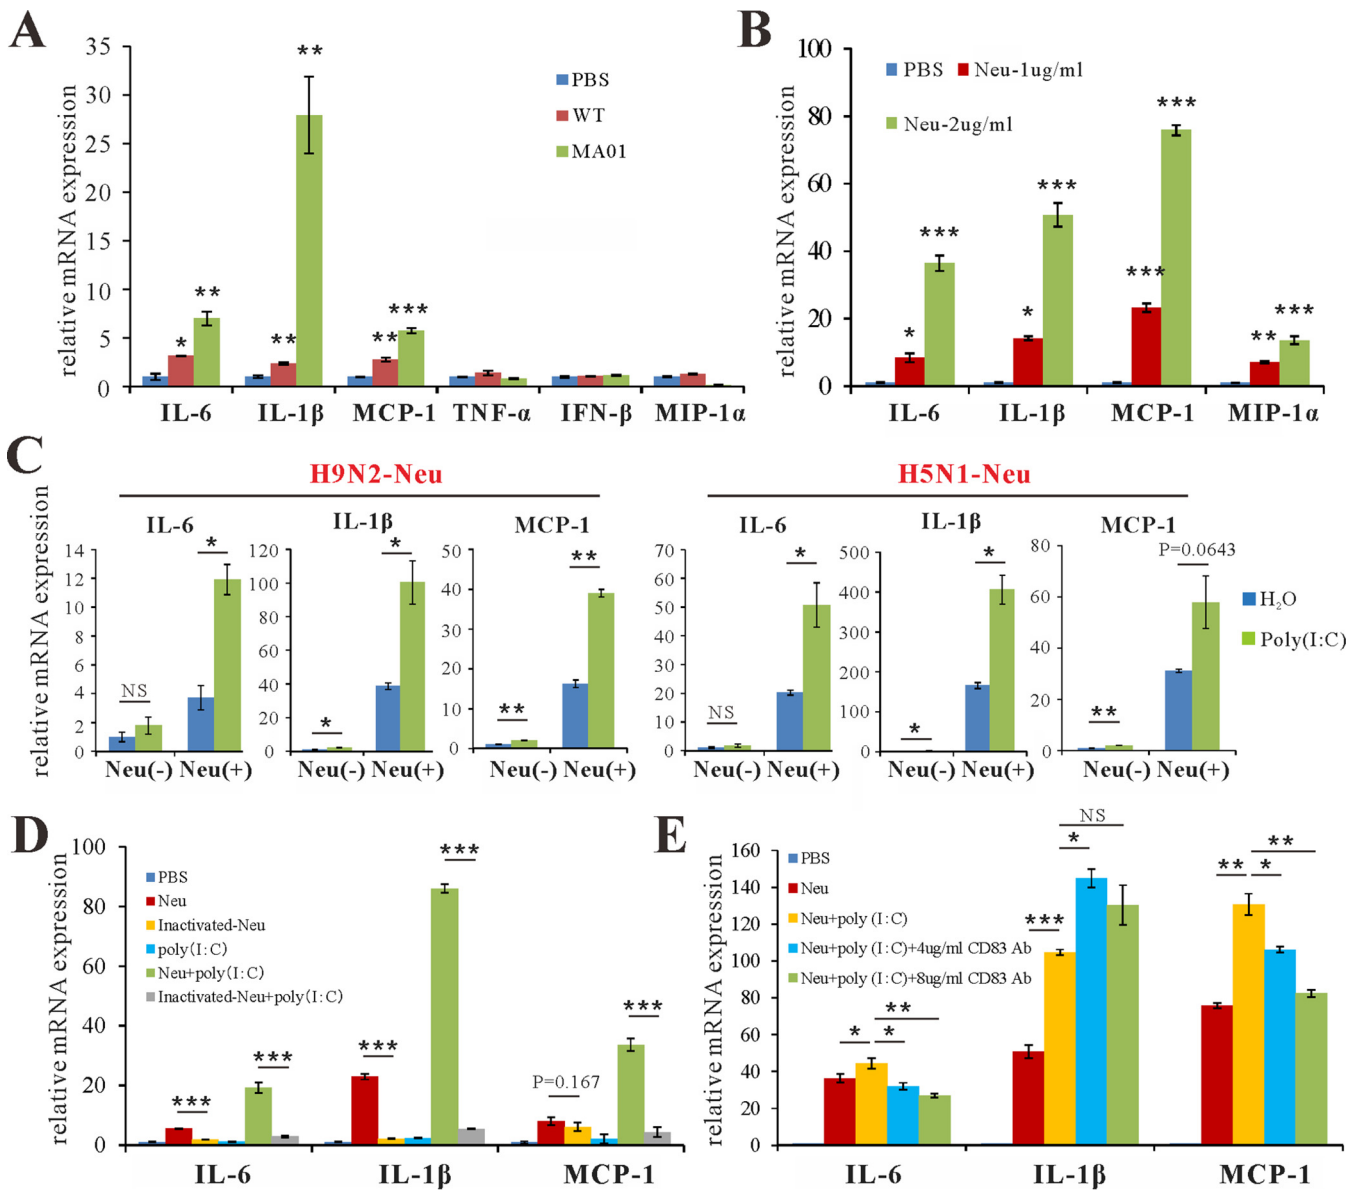 A
relative mRNA expression
35
30
25
20
15
10
5
0
PBS
WT
MA01
* ** ** ** ** ***
IL-6 IL-1β MCP-1 TNF-α IFN-β MIP-1α
B
relative mRNA expression
100
80
60
40
20
0
PBS Neu-1ug/ml
Neu-2ug/ml
* *** * *** *** *** ** ***
IL-6 IL-1β MCP-1 MIP-1α
C
H9N2-Neu
H5N1-Neu
relative mRNA expression
IL-6
14
12
10
8
6
4
2
0
NS *
Neu(-) Neu(+)
IL-1β
120
100
80
60
40
20
0
* *
Neu(-) Neu(+)
MCP-1
50
40
30
20
10
0
** **
Neu(-) Neu(+)
IL-6
70
60
50
40
30
20
10
0
NS *
Neu(-) Neu(+)
IL-1β
500
400
300
200
100
0
* *
Neu(-) Neu(+)
MCP-1
80
60
40
20
0
** P=0.0643
Neu(-) Neu(+)
H₂O
Poly(I:C)
D
relative mRNA expression
100
80
60
40
20
0
PBS
Neu
Inactivated-Neu
poly(I:C)
Neu+poly(I:C)
Inactivated-Neu+poly(I:C)
*** *** *** *** P=0.167 ***
IL-6 IL-1β MCP-1
E
relative mRNA expression
160
140
120
100
80
60
40
20
0
PBS
Neu
Neu+poly (I:C)
Neu+poly (I:C)+4ug/ml CD83 Ab
Neu+poly (I:C)+8ug/ml CD83 Ab
* * ** *** * NS ** * **
IL-6 IL-1β MCP-1